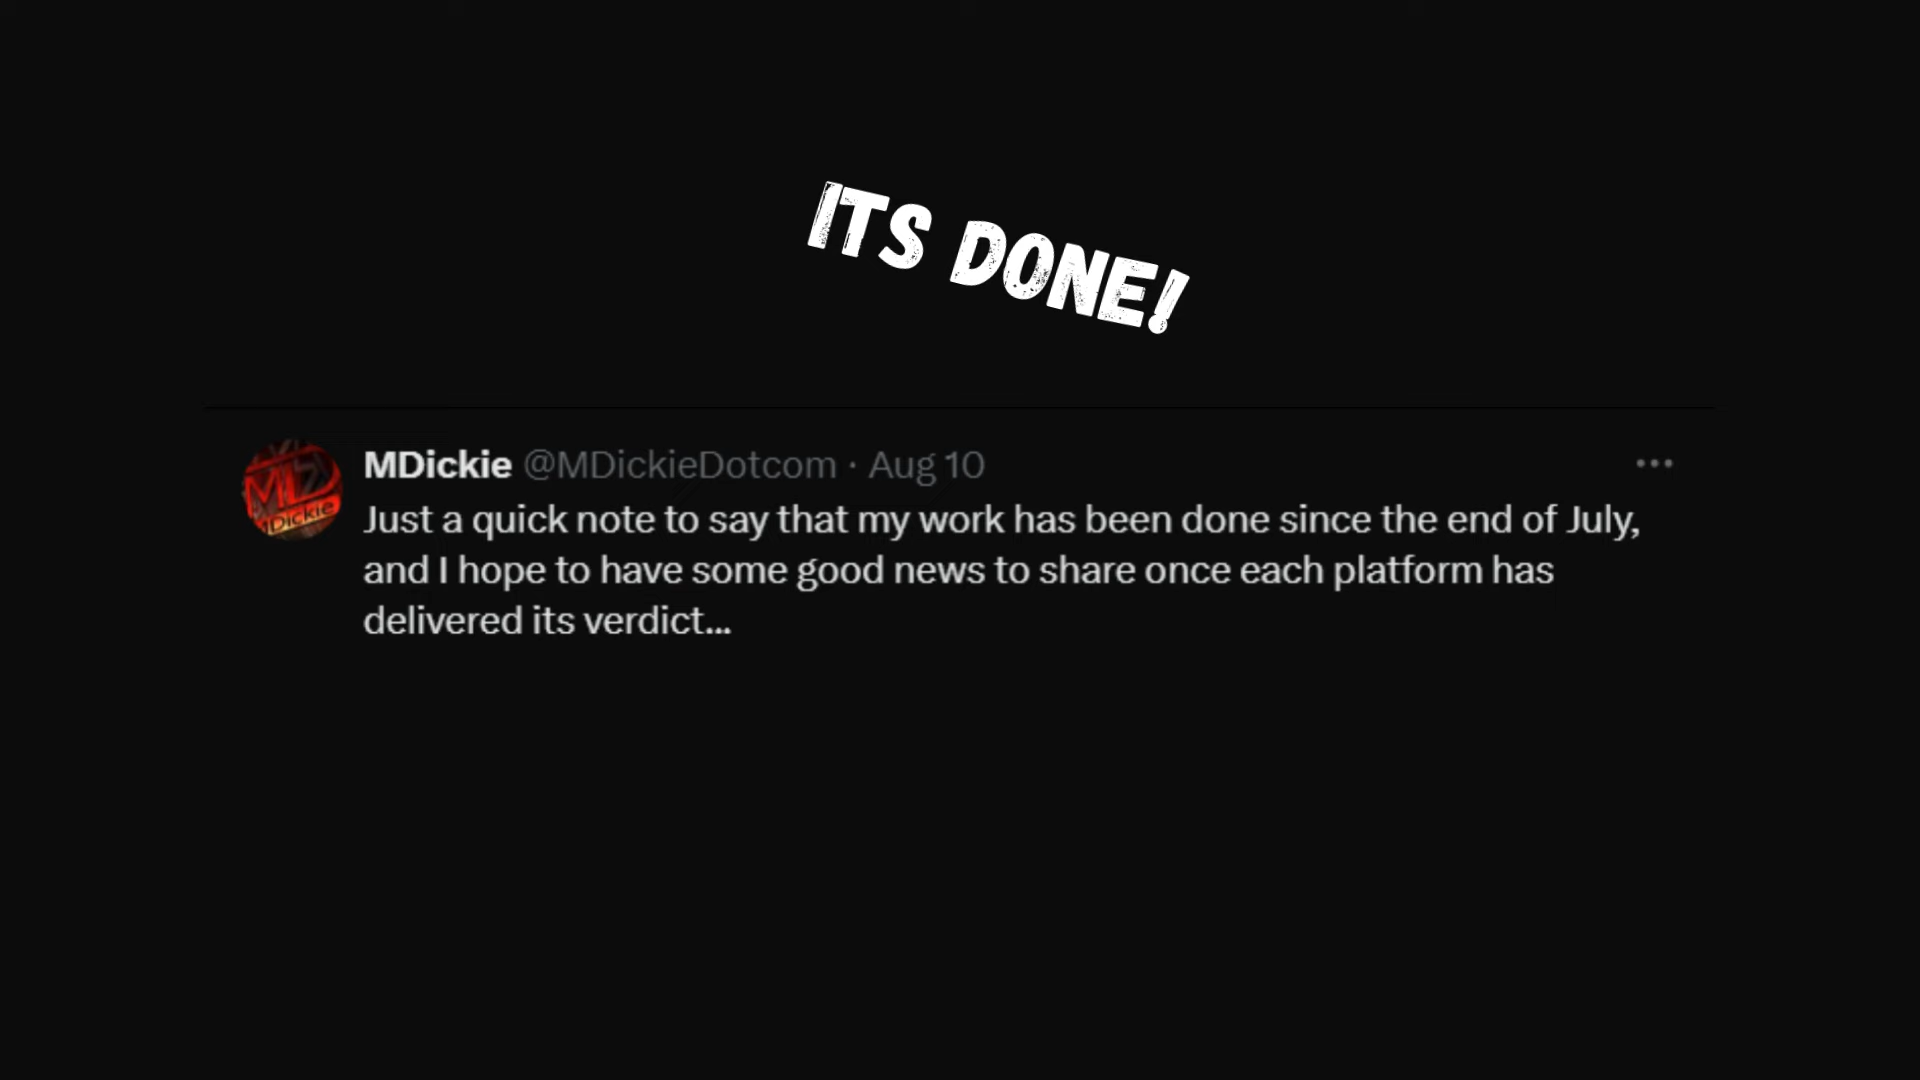 ITS DONE!
MDickie @MDickieDotcom · Aug 10
Just a quick note to say that my work has been done since the end of July,
and I hope to have some good news to share once each platform has
delivered its verdict...
MD
MDickie